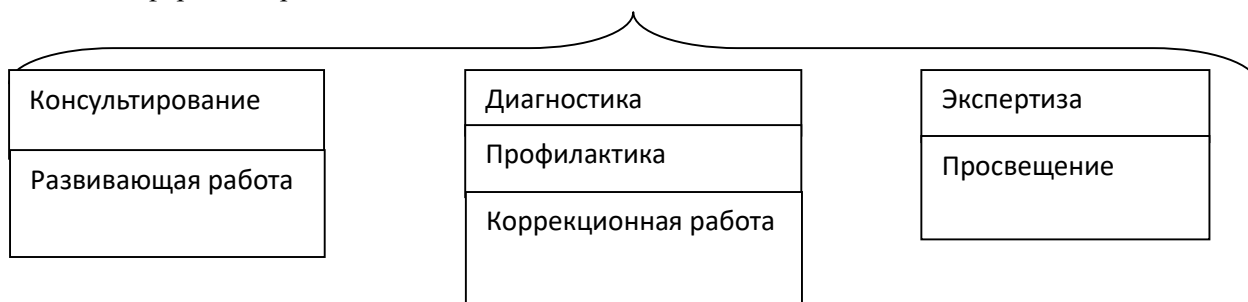 Консультирование
Развивающая работа
Диагностика
Профилактика
Коррекционная работа
Экспертиза
Просвещение